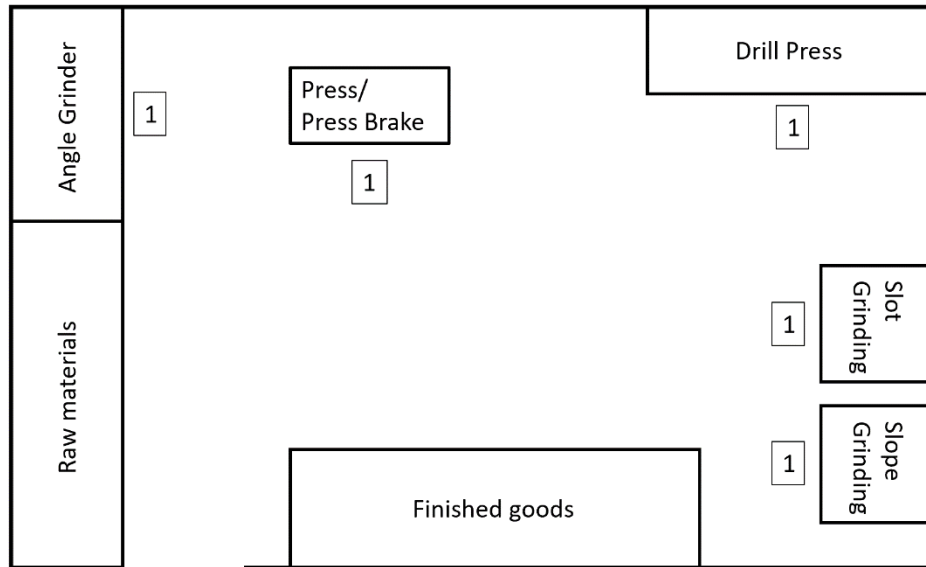 Angle Grinder
1
Press/
Press Brake
1
Drill Press
1
Raw materials
1
Slot
Grinding
1
Slope
Grinding
Finished goods